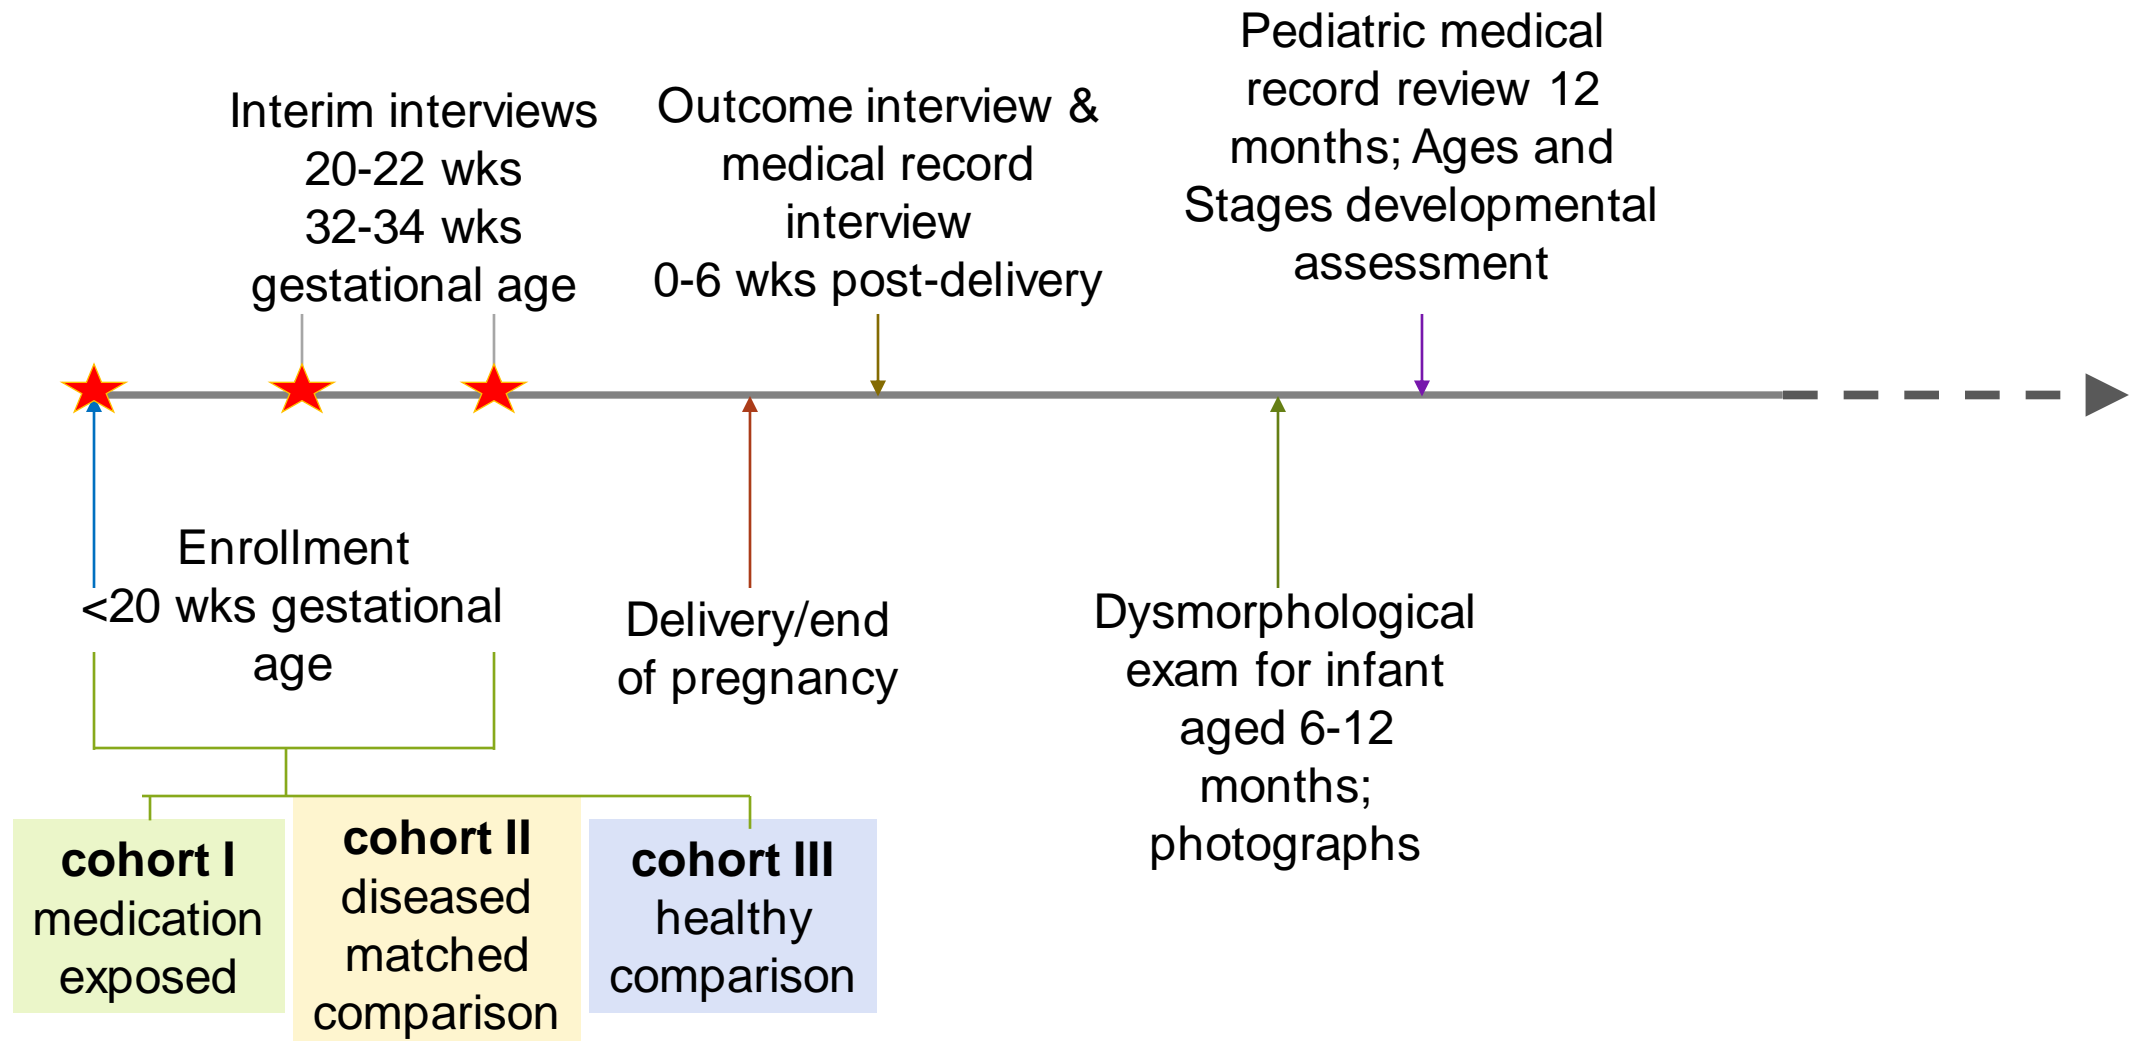 Interim interviews
20-22 wks
32-34 wks
gestational age
Outcome interview &
medical record
interview
0-6 wks post-delivery
Pediatric medical
record review 12
months; Ages and
Stages developmental
assessment
Enrollment
<20 wks gestational
age
Delivery/end
of pregnancy
Dysmorphological
exam for infant
aged 6-12
months;
photographs
cohort I
medication
exposed
cohort II
diseased
matched
comparison
cohort III
healthy
comparison